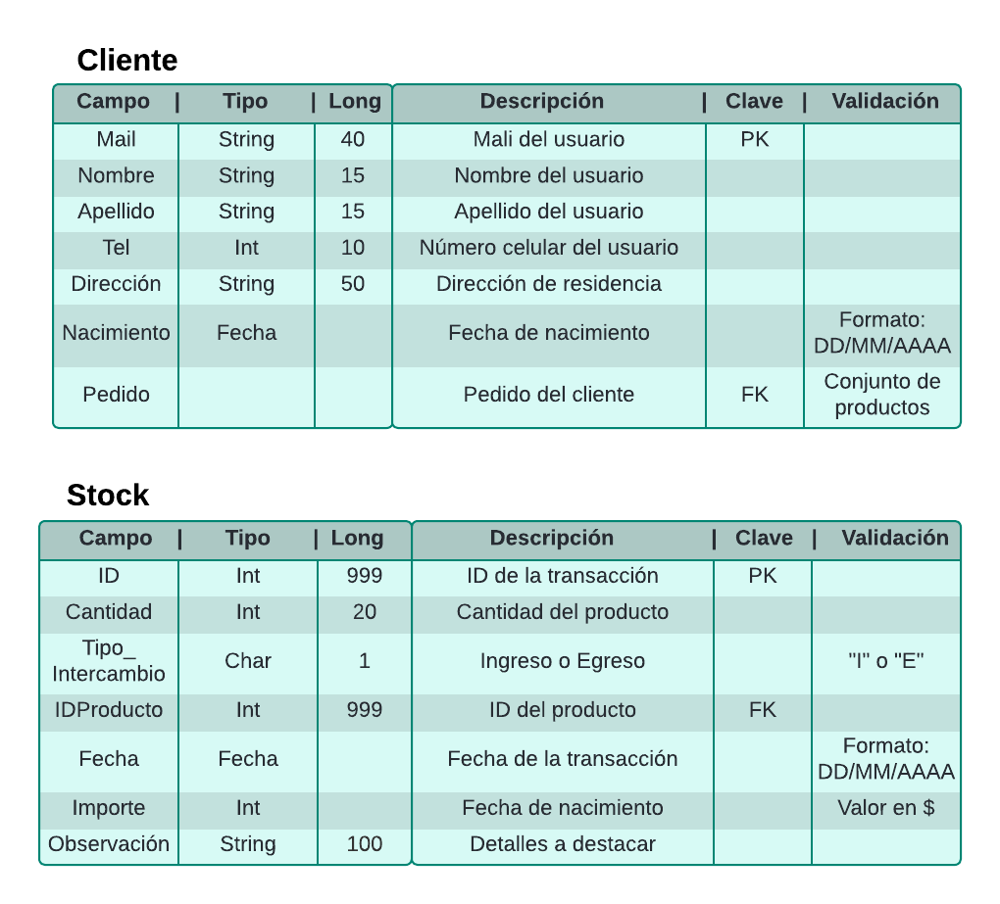 Cliente
Campo | Tipo | Long Descripción | Clave | Validación
Mail String 40 Mali del usuario PK
Nombre String 15 Nombre del usuario
Apellido String 15 Apellido del usuario
Tel Int 10 Número celular del usuario
Dirección String 50 Dirección de residencia
Nacimiento Fecha Fecha de nacimiento Formato:
DD/MM/AAAA
Pedido Pedido del cliente FK Conjunto de
productos
Stock
Campo | Tipo | Long Descripción | Clave | Validación
ID Int 999 ID de la transacción PK
Cantidad Int 20 Cantidad del producto
Tipo_
Intercambio Char 1 Ingreso o Egreso "I" o "E"
IDProducto Int 999 ID del producto FK
Fecha Fecha Fecha de la transacción Formato:
DD/MM/AAAA
Importe Int Fecha de nacimiento Valor en $
Observación String 100 Detalles a destacar